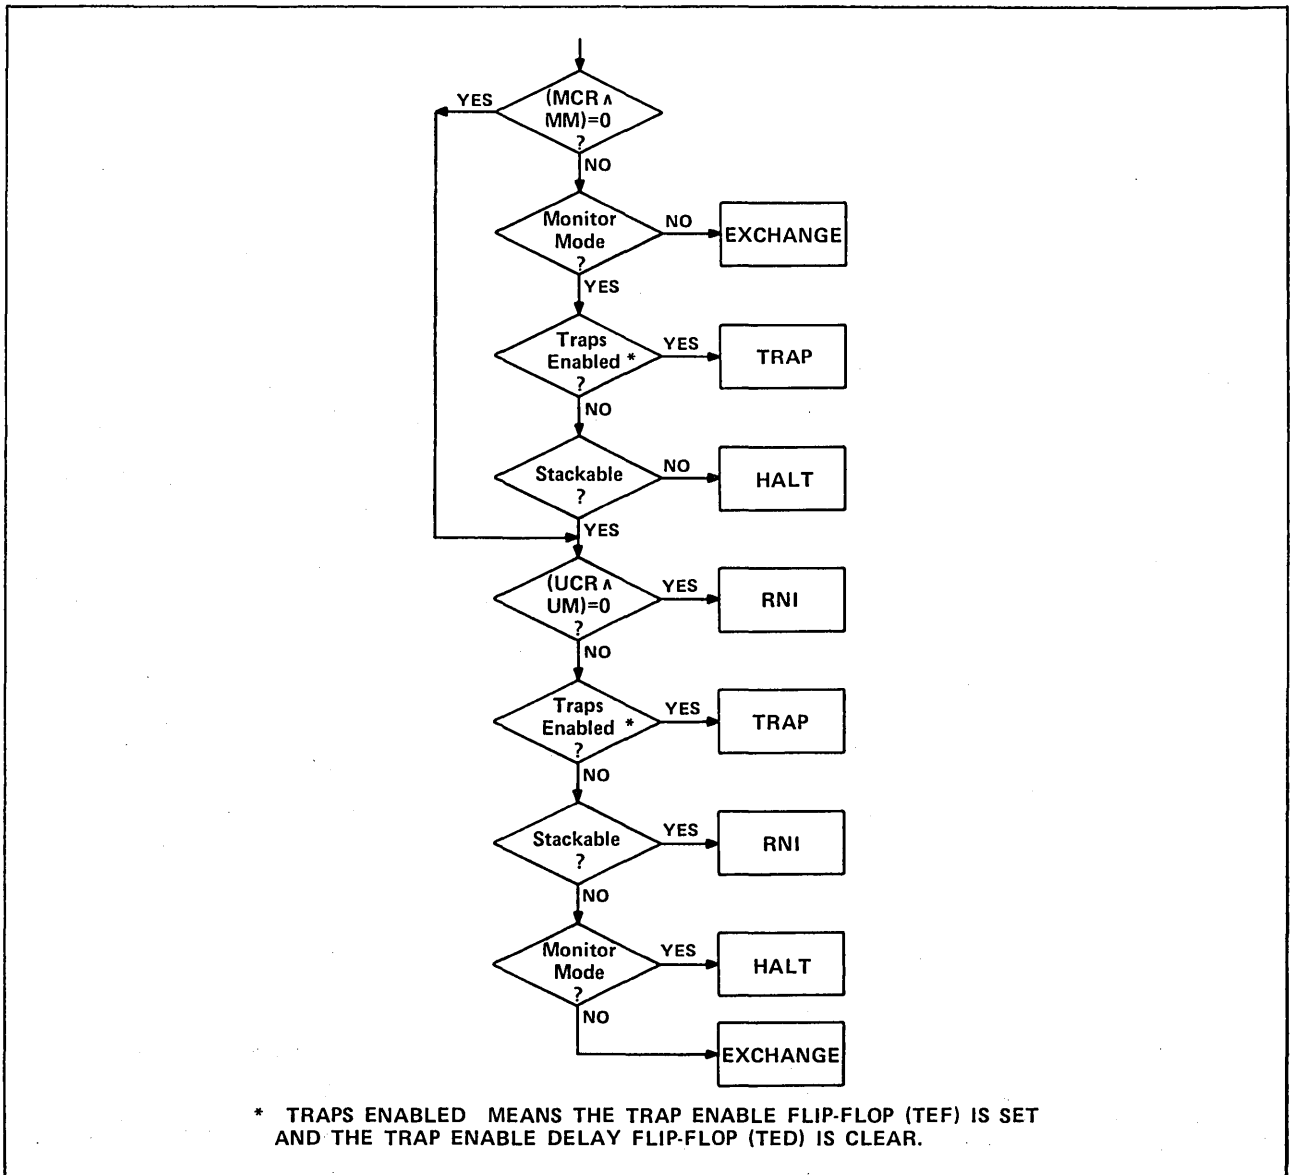 YES
(MCR ∧
MM)=0
?
NO
Monitor
Mode
?
NO
EXCHANGE
YES
Traps
Enabled *
?
YES
TRAP
NO
Stackable
?
NO
HALT
YES
(UCR ∧
UM)=0
?
YES
RNI
NO
Traps
Enabled *
?
YES
TRAP
NO
Stackable
?
YES
RNI
NO
Monitor
Mode
?
YES
HALT
NO
EXCHANGE
* TRAPS ENABLED MEANS THE TRAP ENABLE FLIP-FLOP (TEF) IS SET
AND THE TRAP ENABLE DELAY FLIP-FLOP (TED) IS CLEAR.